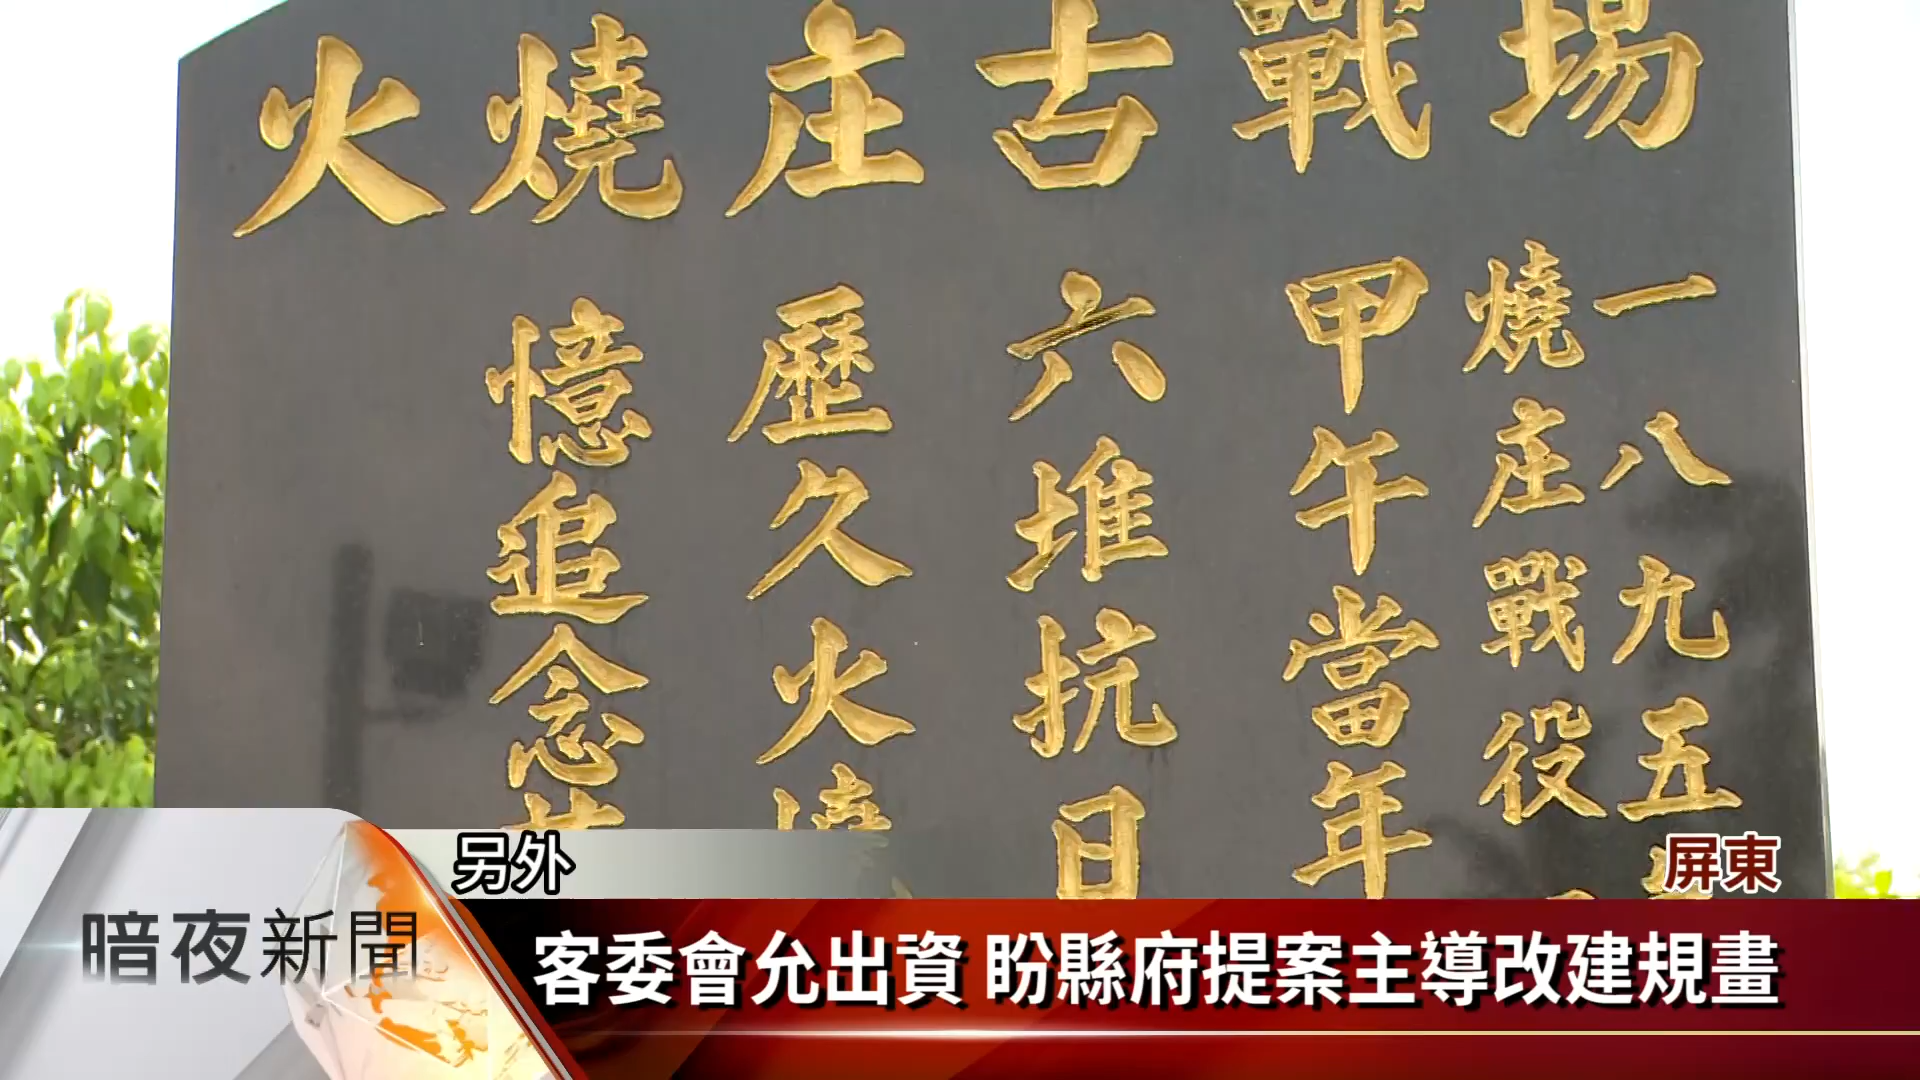 火燒庄古戰場
一八九五
燒庄戰役
甲午當年
六堆抗日
歷久火燒
憶追念
另外
屏東
暗夜新聞
客委會允出資 盼縣府提案主導改建規畫